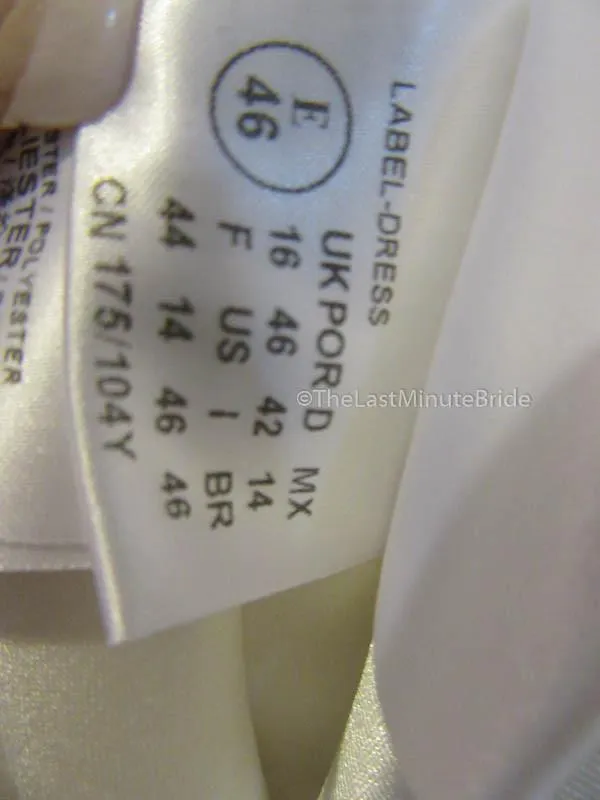 LABEL-DRESS
E
46
UK POR D MX
16 46 42 14
F US I BR
44 14 46 46
CN 175/104Y
/ POLYESTER
©TheLastMinuteBride